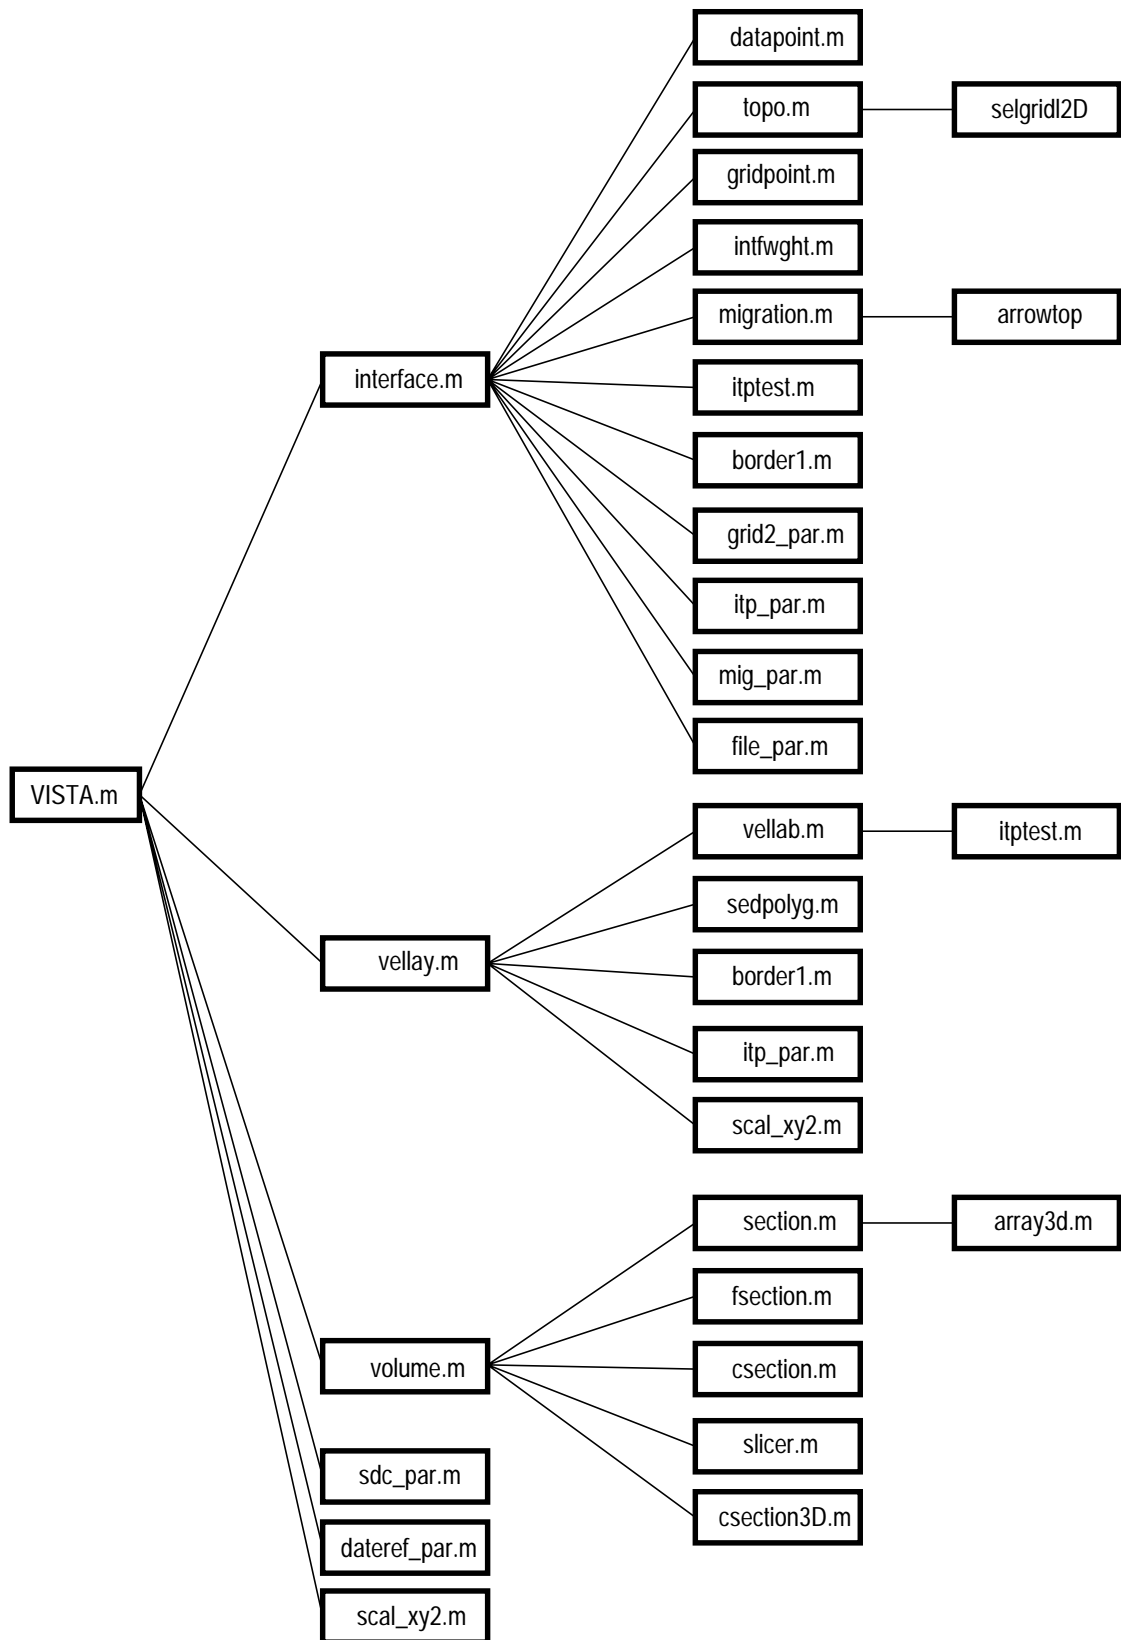 datapoint.m
topo.m
selgridl2D
gridpoint.m
intfwght.m
migration.m
arrowtop
interface.m
itptest.m
border1.m
grid2_par.m
itp_par.m
mig_par.m
file_par.m
VISTA.m
vellab.m
itptest.m
sedpolyg.m
vellay.m
border1.m
itp_par.m
scal_xy2.m
section.m
array3d.m
fsection.m
volume.m
csection.m
slicer.m
sdc_par.m
csection3D.m
dateref_par.m
scal_xy2.m